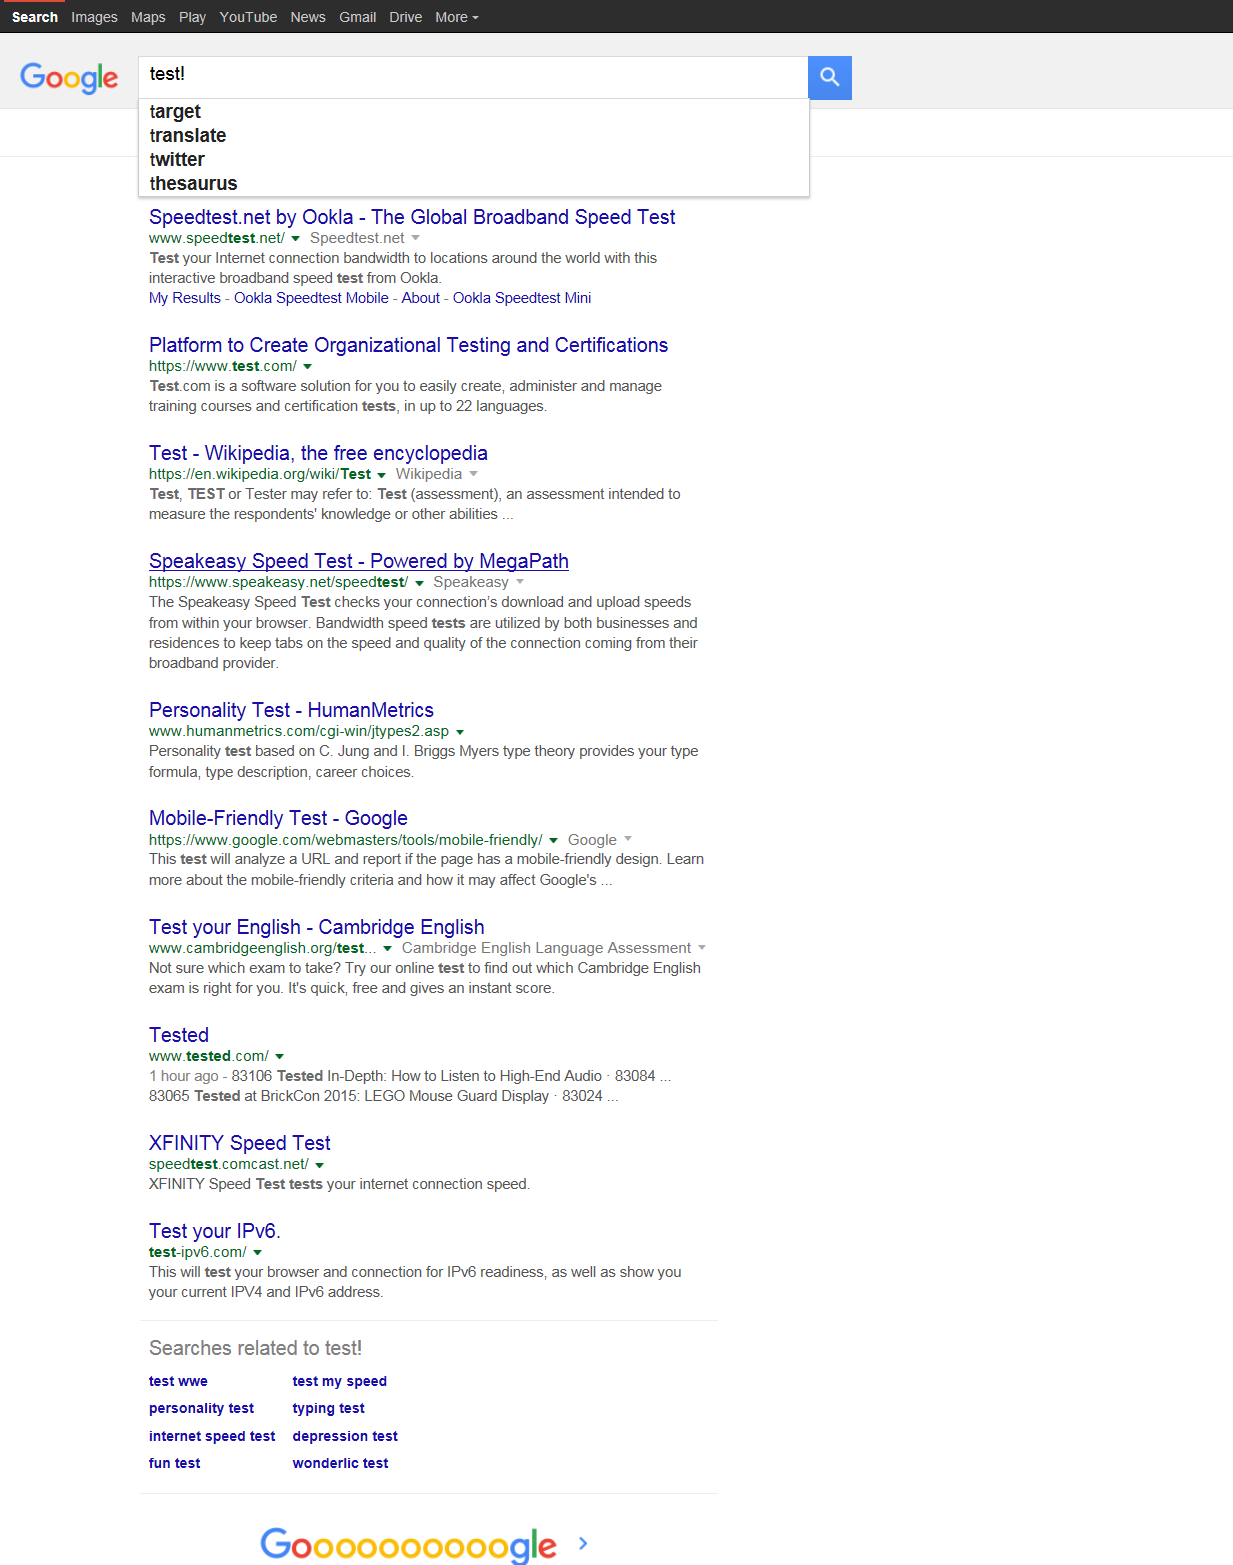 Search Images Maps Play YouTube News Gmail Drive More
Google
test!
target
translate
twitter
thesaurus
Speedtest.net by Ookla - The Global Broadband Speed Test
www.speedtest.net/ Speedtest.net
Test your Internet connection bandwidth to locations around the world with this
interactive broadband speed test from Ookla.
My Results - Ookla Speedtest Mobile - About - Ookla Speedtest Mini
Platform to Create Organizational Testing and Certifications
https://www.test.com/
Test.com is a software solution for you to easily create, administer and manage
training courses and certification tests, in up to 22 languages.
Test - Wikipedia, the free encyclopedia
https://en.wikipedia.org/wiki/Test Wikipedia
Test, TEST or Tester may refer to: Test (assessment), an assessment intended to
measure the respondents' knowledge or other abilities ...
Speakeasy Speed Test - Powered by MegaPath
https://www.speakeasy.net/speedtest/ Speakeasy
The Speakeasy Speed Test checks your connection's download and upload speeds
from within your browser. Bandwidth speed tests are utilized by both businesses and
residences to keep tabs on the speed and quality of the connection coming from their
broadband provider.
Personality Test - HumanMetrics
www.humanmetrics.com/cgi-win/jtypes2.asp
Personality test based on C. Jung and I. Briggs Myers type theory provides your type
formula, type description, career choices.
Mobile-Friendly Test - Google
https://www.google.com/webmasters/tools/mobile-friendly/ Google
This test will analyze a URL and report if the page has a mobile-friendly design. Learn
more about the mobile-friendly criteria and how it may affect Google's ...
Test your English - Cambridge English
www.cambridgeenglish.org/test... Cambridge English Language Assessment
Not sure which exam to take? Try our online test to find out which Cambridge English
exam is right for you. It's quick, free and gives an instant score.
Tested
www.tested.com/
1 hour ago - 83106 Tested In-Depth: How to Listen to High-End Audio · 83084 ...
83065 Tested at BrickCon 2015: LEGO Mouse Guard Display · 83024 ...
XFINITY Speed Test
speedtest.comcast.net/
XFINITY Speed Test tests your internet connection speed.
Test your IPv6.
test-ipv6.com/
This will test your browser and connection for IPv6 readiness, as well as show you
your current IPV4 and IPv6 address.
Searches related to test!
test wwe test my speed
personality test typing test
internet speed test depression test
fun test wonderlic test
Goooooooooogle >